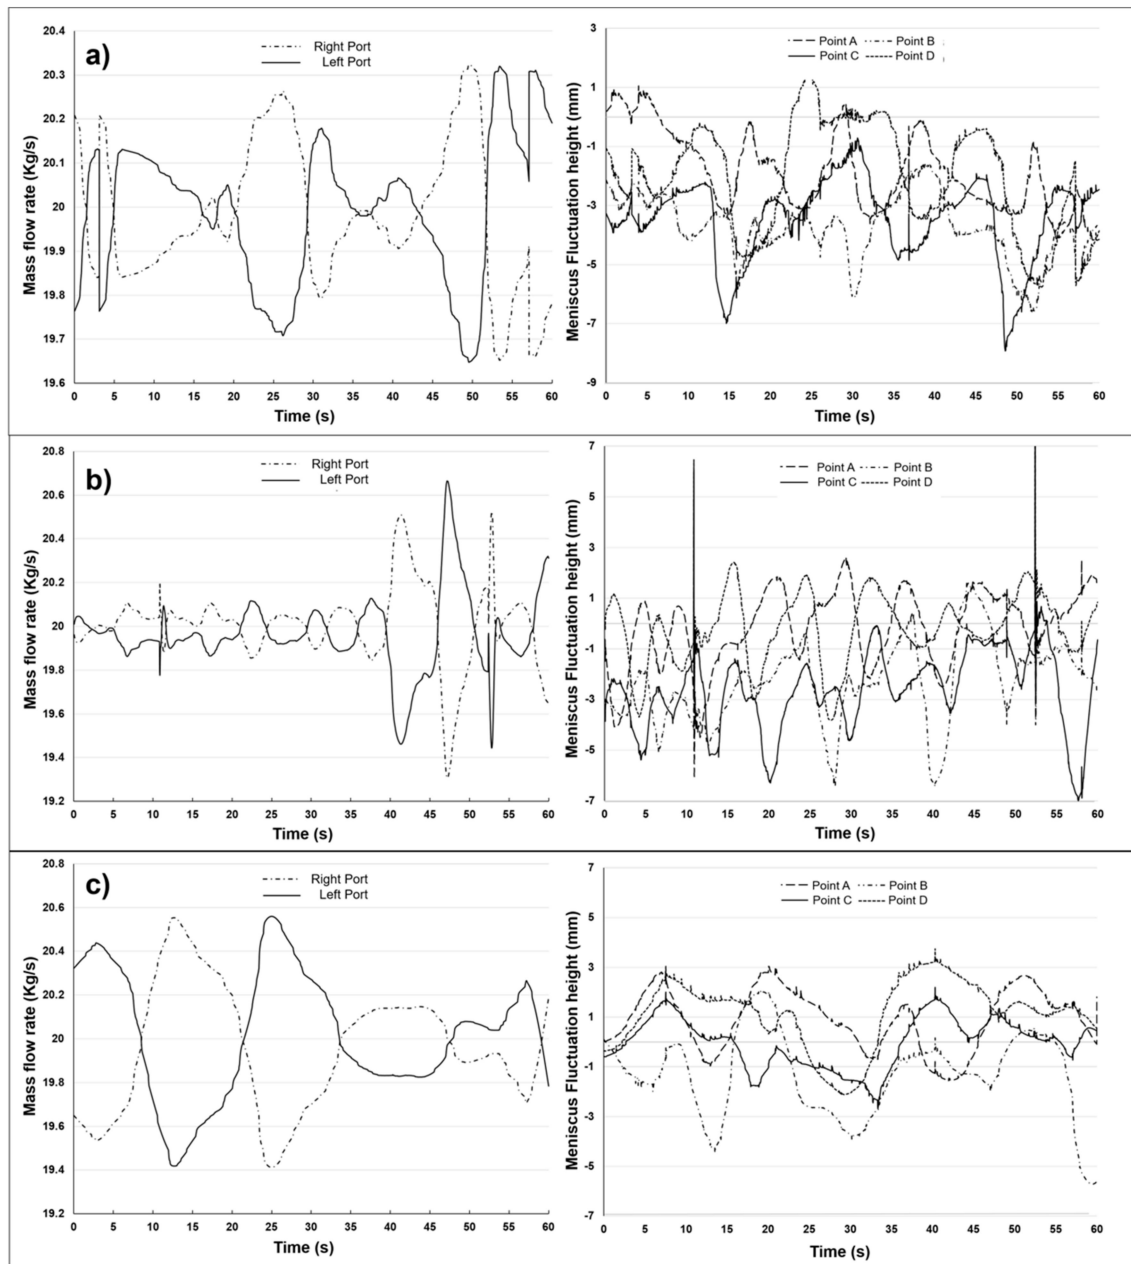 a)
Right Port
Left Port
Mass flow rate (Kg/s)
20.4
20.3
20.2
20.1
20
19.9
19.8
19.7
19.6
0 5 10 15 20 25 30 35 40 45 50 55 60
Time (s)
Point A Point B
Point C Point D
Meniscus Fluctuation height (mm)
3
1
-1
-3
-5
-7
-9
0 5 10 15 20 25 30 35 40 45 50 55 60
Time (s)
b)
Right Port
Left Port
Mass flow rate (Kg/s)
20.8
20.6
20.4
20.2
20
19.8
19.6
19.4
19.2
0 5 10 15 20 25 30 35 40 45 50 55 60
Time (s)
Point A Point B
Point C Point D
Meniscus Fluctuation height (mm)
7
5
3
1
-1
-3
-5
-7
0 5 10 15 20 25 30 35 40 45 50 55 60
Time (s)
c)
Right Port
Left Port
Mass flow rate (Kg/s)
20.8
20.6
20.4
20.2
20
19.8
19.6
19.4
19.2
0 5 10 15 20 25 30 35 40 45 50 55 60
Time (s)
Point A Point B
Point C Point D
Meniscus Fluctuation height (mm)
7
5
3
1
-1
-3
-5
-7
0 5 10 15 20 25 30 35 40 45 50 55 60
Time (s)